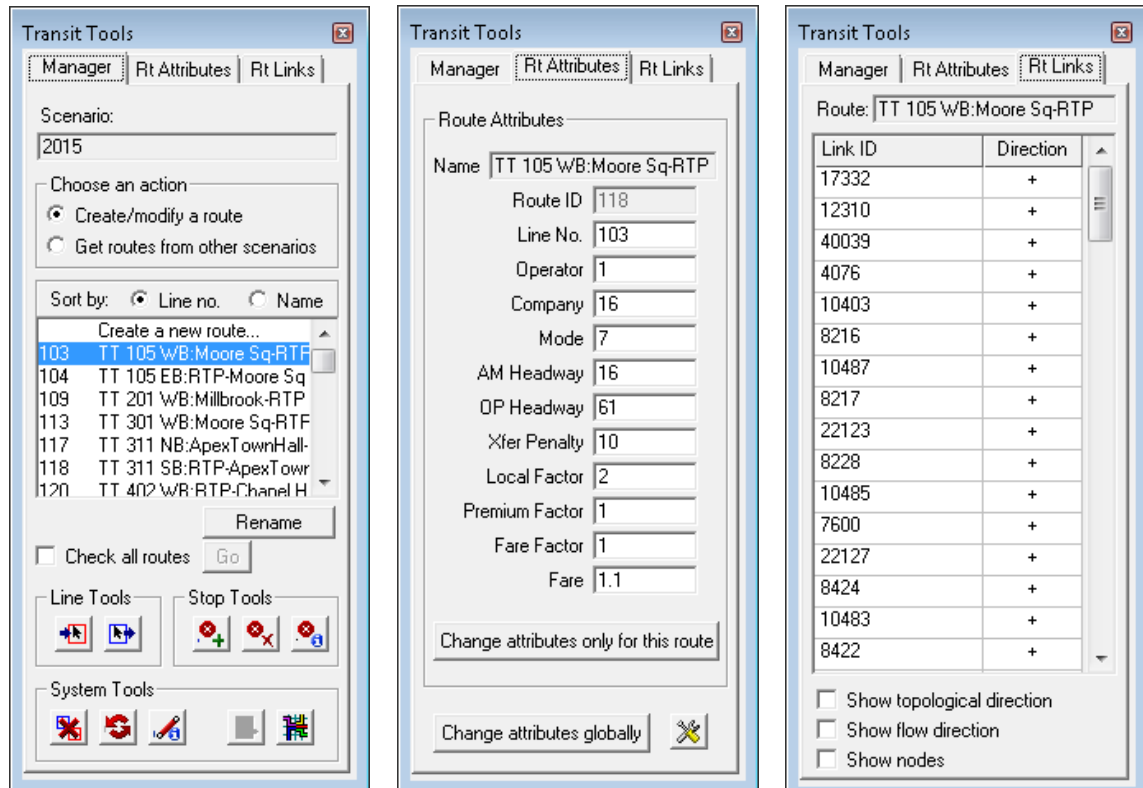 Transit Tools
Manager Rt Attributes Rt Links
Scenario:
2015
Choose an action
Create/modify a route
Get routes from other scenarios
Sort by: Line no. Name
Create a new route...
103 TT 105 WB:Moore Sq-RTP
104 TT 105 EB:RTP-Moore Sq
109 TT 201 WB:Millbrook-RTP
113 TT 301 WB:Moore Sq-RTP
117 TT 311 NB:ApexTownHall-
118 TT 311 SB:RTP-ApexTown
120 TT 402 WB:RTP-Chapel H
Rename
Check all routes Go
Line Tools Stop Tools
System Tools
Transit Tools
Manager Rt Attributes Rt Links
Route Attributes
Name TT 105 WB:Moore Sq-RTP
Route ID 118
Line No. 103
Operator 1
Company 16
Mode 7
AM Headway 16
OP Headway 61
Xfer Penalty 10
Local Factor 2
Premium Factor 1
Fare Factor 1
Fare 1.1
Change attributes only for this route
Change attributes globally
Transit Tools
Manager Rt Attributes Rt Links
Route: TT 105 WB:Moore Sq-RTP
Link ID Direction
17332 +
12310 +
40039 +
4076 +
10403 +
8216 +
10487 +
8217 +
22123 +
8228 +
10485 +
7600 +
22127 +
8424 +
10483 +
8422 +
Show topological direction
Show flow direction
Show nodes